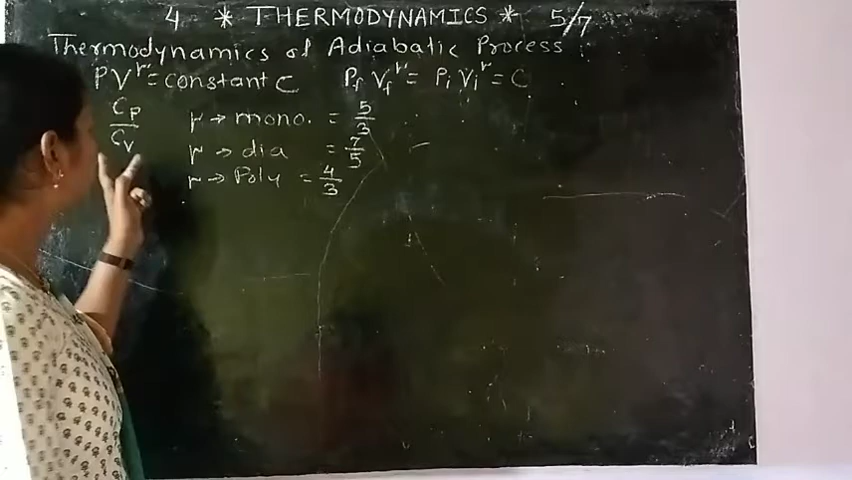 4 * THERMODYNAMICS * 5/7
Thermodynamics of Adiabatic Process
PV^r = constant C Pf Vf^r = Pi Vi^r = C
Cp/Cv
r → mono. = 5/3
r → dia = 7/5
r → Poly = 4/3